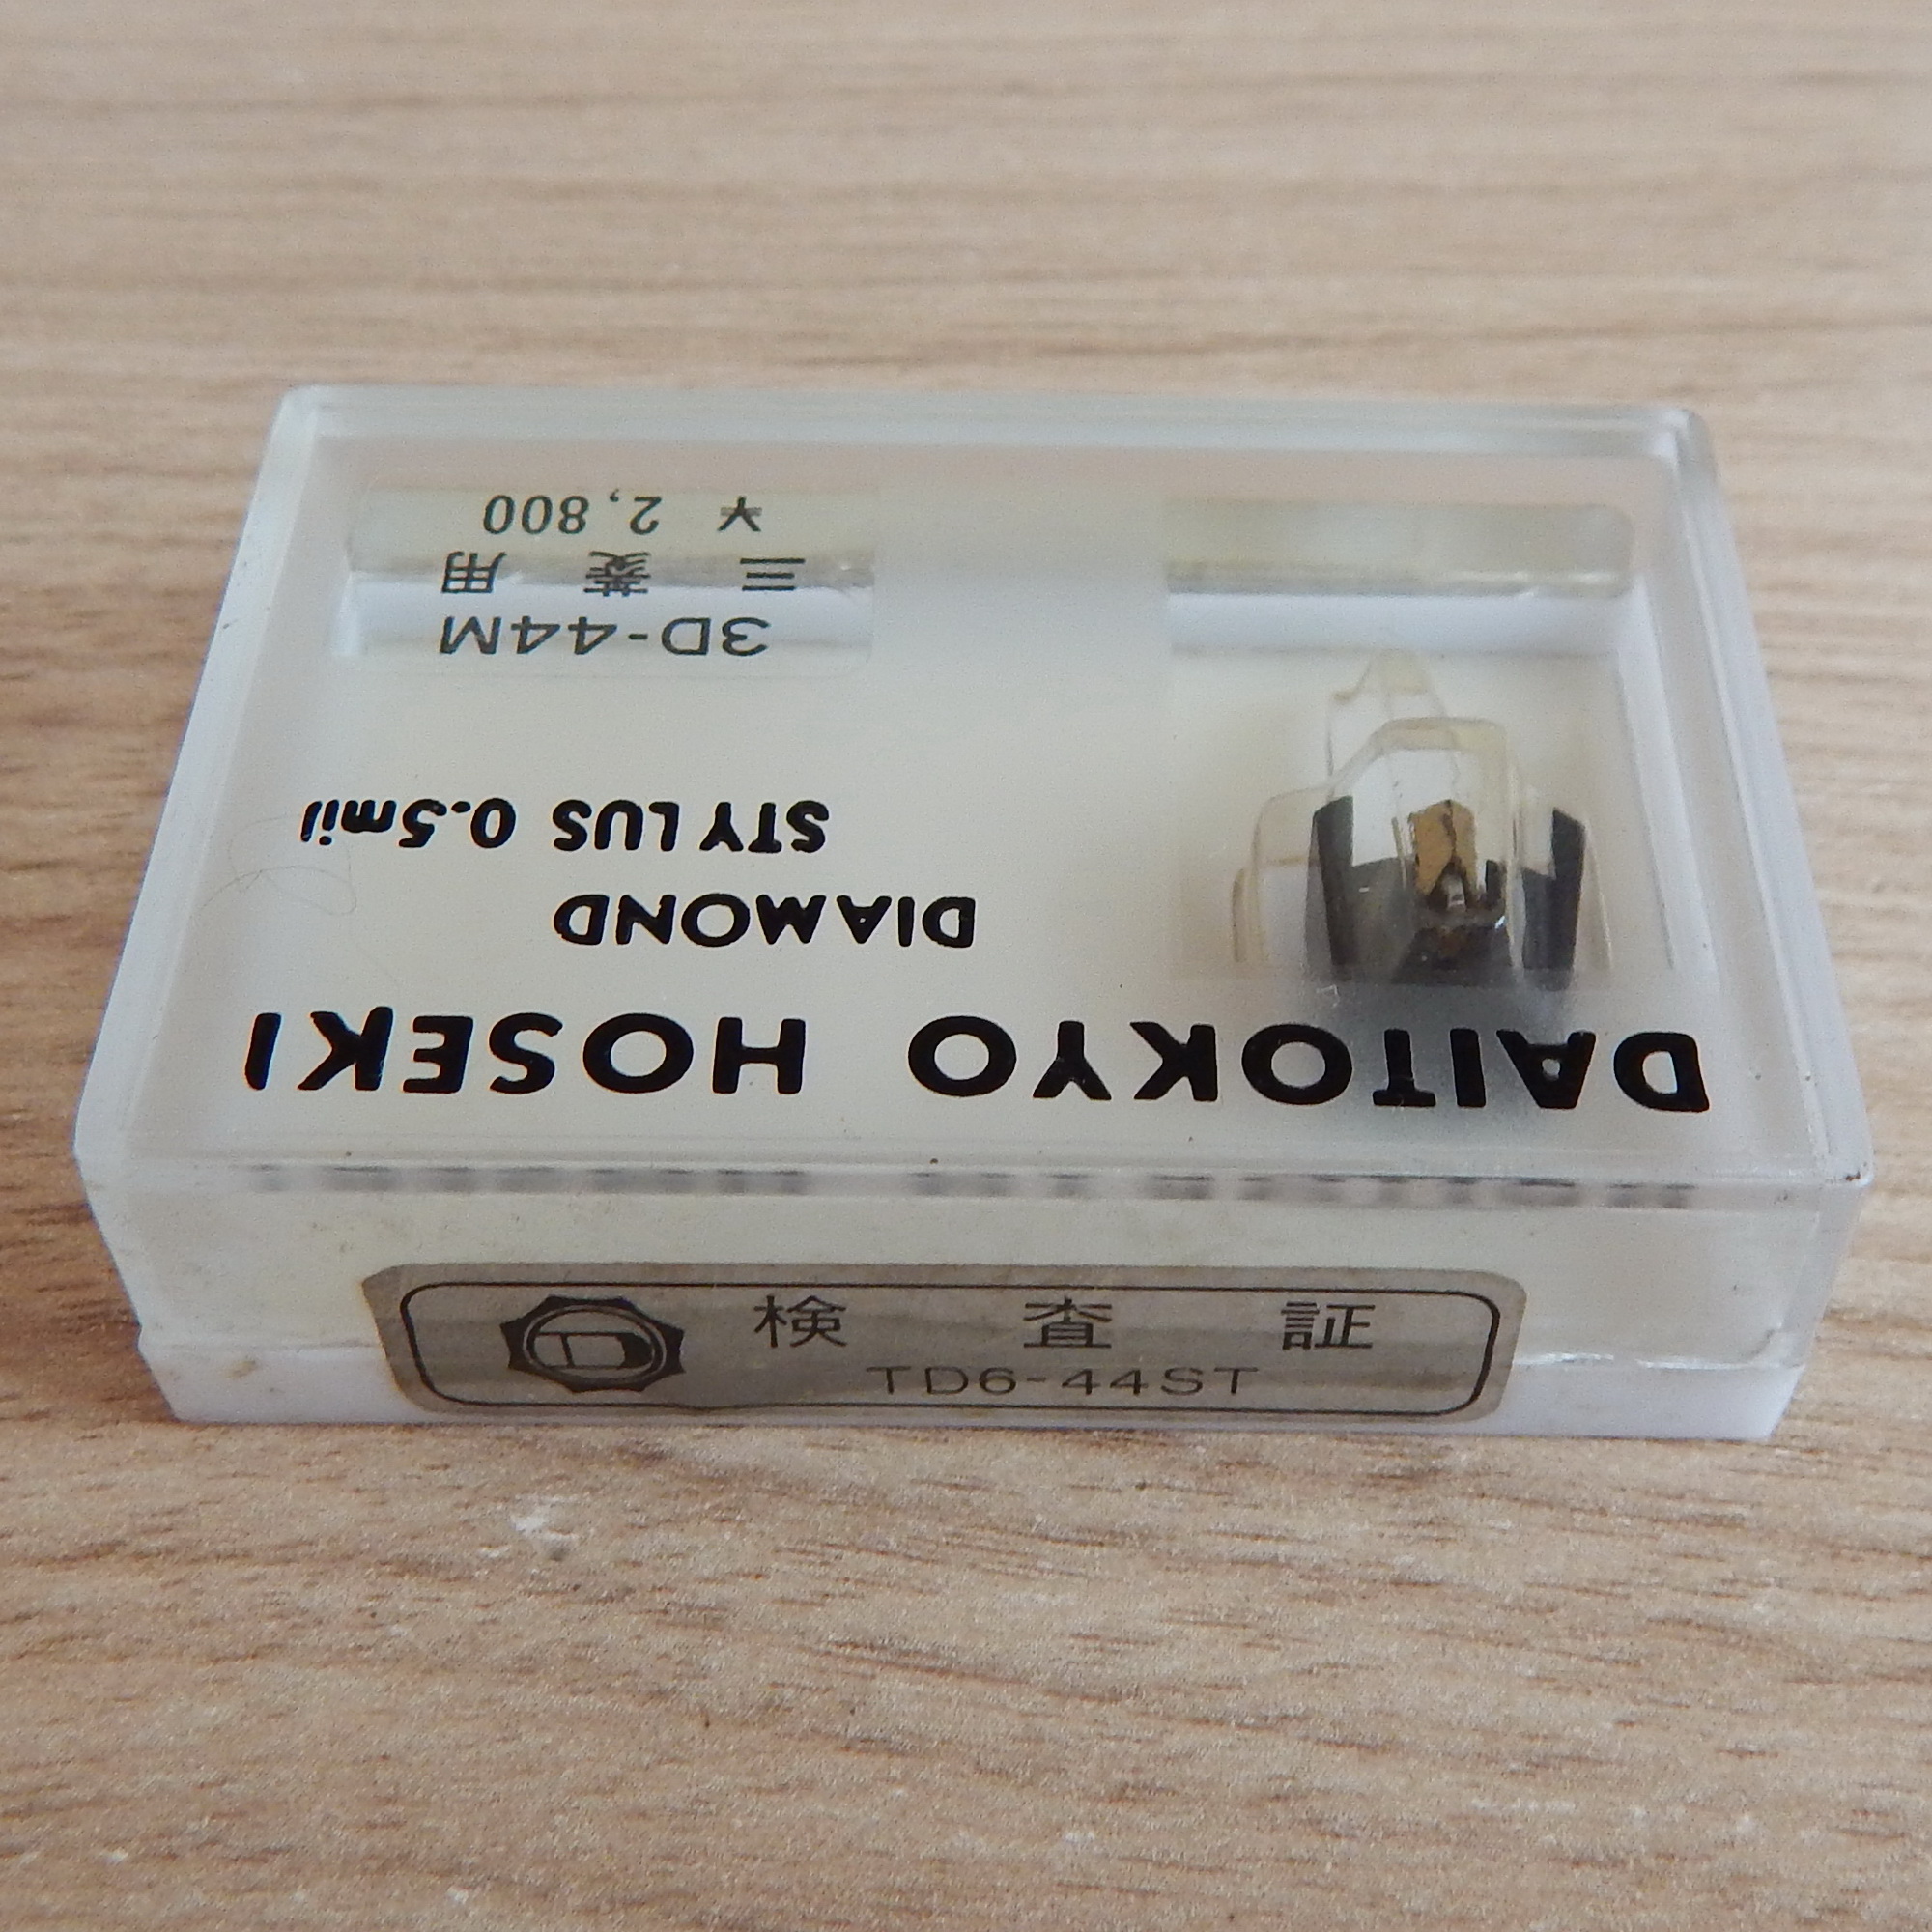 DAITOKYO HOSEKI
DIAMOND
STYLUS 0.5mil
3D-44M
三菱用
¥ 2,800
検査証
TD6-44ST